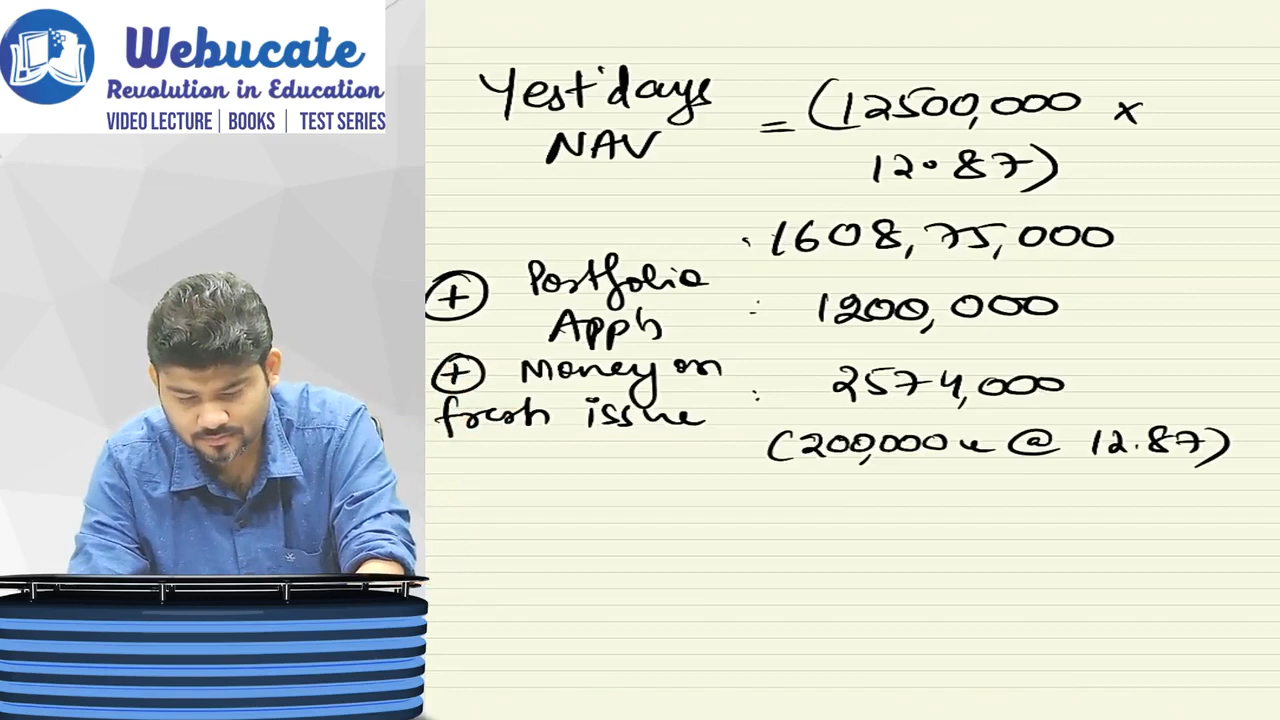 Webucate
Revolution in Education
VIDEO LECTURE | BOOKS | TEST SERIES
Yest'days
NAV
= (12500,000 ×
12.87)
: 1608,75,000
+ Portfolio
Appn
: 1200,000
+ Money on
fresh issue
: 2574,000
(200,000 u @ 12.87)